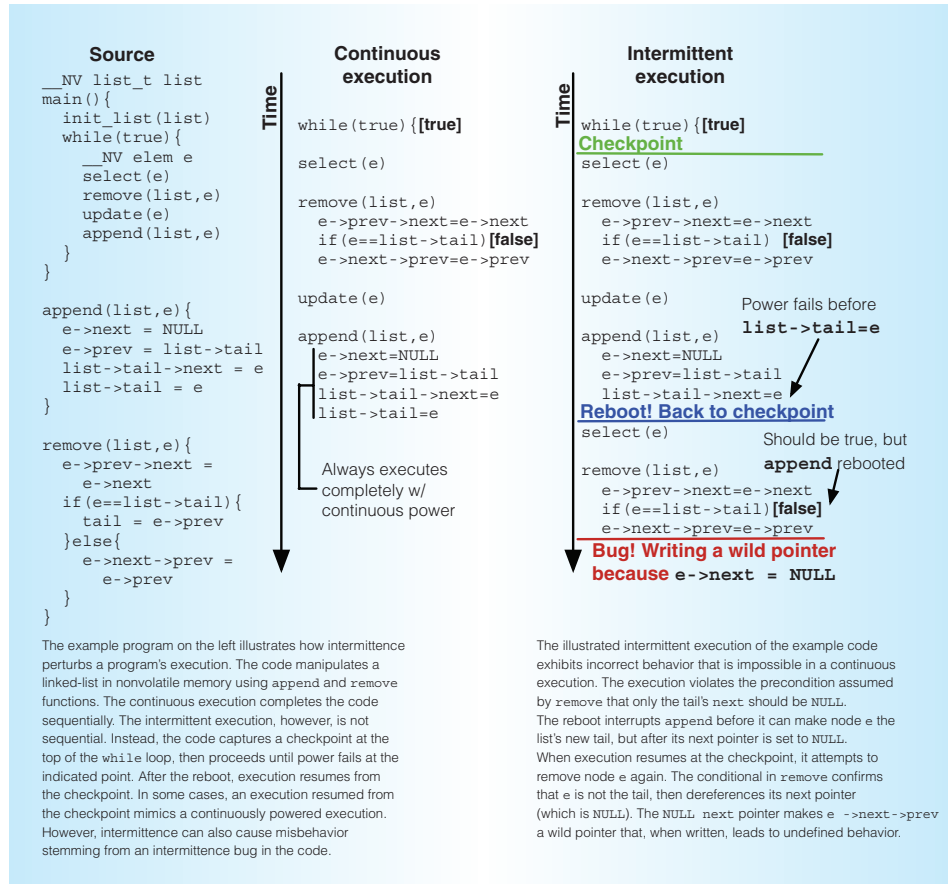 Source
__NV list_t list
main(){
init_list(list)
while(true){
__NV elem e
select(e)
remove(list,e)
update(e)
append(list,e)
}
}
append(list,e){
e->next = NULL
e->prev = list->tail
list->tail->next = e
list->tail = e
}
remove(list,e){
e->prev->next =
e->next
if(e==list->tail){
tail = e->prev
}else{
e->next->prev =
e->prev
}
}
Continuous
execution
Time
while(true){[true]
select(e)
remove(list,e)
e->prev->next=e->next
if(e==list->tail)[false]
e->next->prev=e->prev
update(e)
append(list,e)
e->next=NULL
e->prev=list->tail
list->tail->next=e
list->tail=e
Always executes
completely w/
continuous power
Intermittent
execution
Time
while(true){[true]
Checkpoint
select(e)
remove(list,e)
e->prev->next=e->next
if(e==list->tail) [false]
e->next->prev=e->prev
update(e)
Power fails before
list->tail=e
append(list,e)
e->next=NULL
e->prev=list->tail
list->tail->next=e
Reboot! Back to checkpoint
select(e)
Should be true, but
append rebooted
remove(list,e)
e->prev->next=e->next
if(e==list->tail)[false]
e->next->prev=e->prev
Bug! Writing a wild pointer
because e->next = NULL
The example program on the left illustrates how intermittence
perturbs a program's execution. The code manipulates a
linked-list in nonvolatile memory using append and remove
functions. The continuous execution completes the code
sequentially. The intermittent execution, however, is not
sequential. Instead, the code captures a checkpoint at the
top of the while loop, then proceeds until power fails at the
indicated point. After the reboot, execution resumes from
the checkpoint. In some cases, an execution resumed from
the checkpoint mimics a continuously powered execution.
However, intermittence can also cause misbehavior
stemming from an intermittence bug in the code.
The illustrated intermittent execution of the example code
exhibits incorrect behavior that is impossible in a continuous
execution. The execution violates the precondition assumed
by remove that only the tail's next should be NULL.
The reboot interrupts append before it can make node e the
list's new tail, but after its next pointer is set to NULL.
When execution resumes at the checkpoint, it attempts to
remove node e again. The conditional in remove confirms
that e is not the tail, then dereferences its next pointer
(which is NULL). The NULL next pointer makes e ->next->prev
a wild pointer that, when written, leads to undefined behavior.